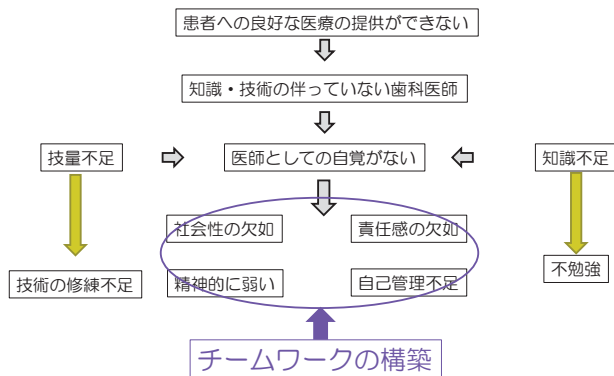 患者への良好な医療の提供ができない
知識・技術の伴っていない歯科医師
技量不足
医師としての自覚がない
知識不足
社会性の欠如
責任感の欠如
技術の修練不足
精神的に弱い
自己管理不足
不勉強
チームワークの構築